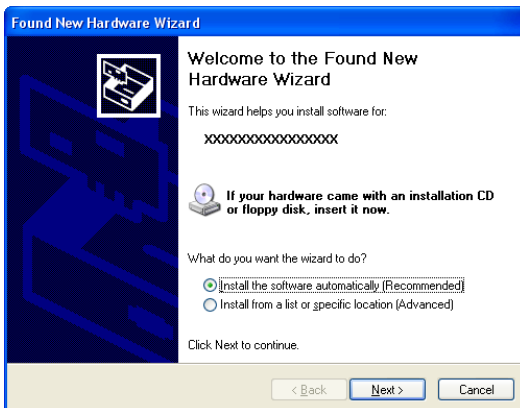 Found New Hardware Wizard
Welcome to the Found New
Hardware Wizard
This wizard helps you install software for:
XXXXXXXXXXXXXXXX
If your hardware came with an installation CD
or floppy disk, insert it now.
What do you want the wizard to do?
Install the software automatically (Recommended)
Install from a list or specific location (Advanced)
Click Next to continue.
< Back
Next >
Cancel